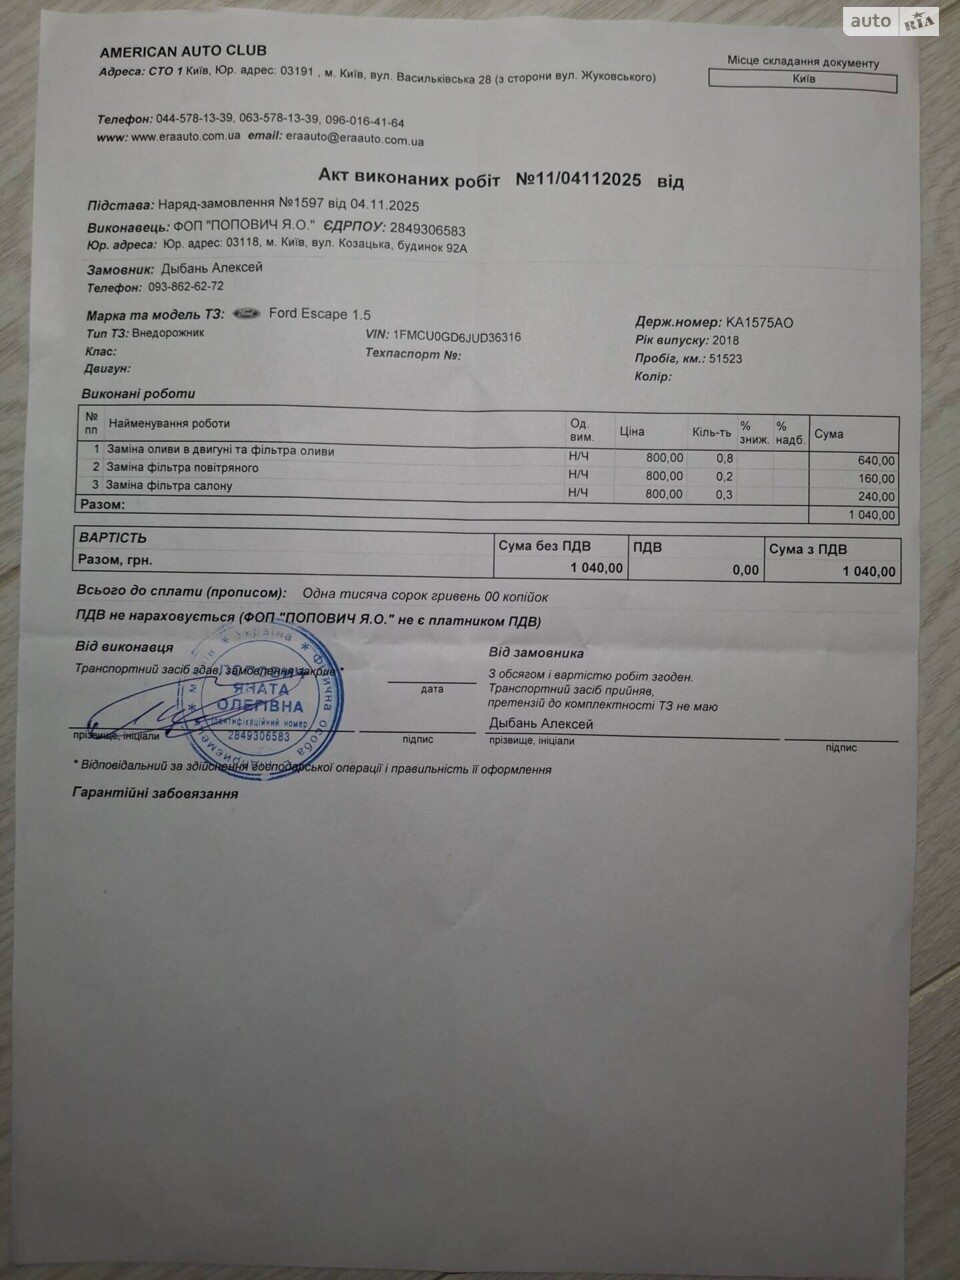 auto RIA
AMERICAN AUTO CLUB
Адреса: СТО 1 Київ, Юр. адрес: 03191 , м. Київ, вул. Васильківська 28 (з сторони вул. Жуковського)
Місце складання документу
Київ
Телефон: 044-578-13-39, 063-578-13-39, 096-016-41-64
www: www.eraauto.com.ua email: eraauto@eraauto.com.ua
Акт виконаних робіт №11/04112025 від
Підстава: Наряд-замовлення №1597 від 04.11.2025
Виконавець: ФОП "ПОПОВИЧ Я.О." ЄДРПОУ: 2849306583
Юр. адреса: Юр. адрес: 03118, м. Київ, вул. Козацька, будинок 92А
Замовник: Дыбань Алексей
Телефон: 093-862-62-72
Марка та модель ТЗ: Ford Escape 1.5
Держ.номер: КА1575АО
Тип ТЗ: Внедорожник
VIN: 1FMCU0GD6JUD36316
Рік випуску: 2018
Клас:
Техпаспорт №:
Пробіг, км.: 51523
Двигун:
Колір:
Виконані роботи
№ пп Найменування роботи Од. вим. Ціна Кіль-ть % зниж. % надб. Сума
1 Заміна оливи в двигуні та фільтра оливи Н/Ч 800,00 0,8 640,00
2 Заміна фільтра повітряного Н/Ч 800,00 0,2 160,00
3 Заміна фільтра салону Н/Ч 800,00 0,3 240,00
Разом: 1 040,00
ВАРТІСТЬ Сума без ПДВ ПДВ Сума з ПДВ
Разом, грн. 1 040,00 0,00 1 040,00
Всього до сплати (прописом): Одна тисяча сорок гривень 00 копійок
ПДВ не нараховується (ФОП "ПОПОВИЧ Я.О." не є платником ПДВ)
Від виконавця
Від замовника
Транспортний засіб здав, замовлення закрив *
дата
З обсягом і вартістю робіт згоден.
Транспортний засіб прийняв,
претензій до комплектності ТЗ не маю
Дыбань Алексей
прізвище, ініціали
підпис
прізвище, ініціали
підпис
Україна * Фізична особа
ПОПОВИЧ
ЯНАТА
ОЛЕГІВНА
ідентифікаційний номер
2849306583
* Відповідальний за здійснення господарської операції і правильність її оформлення
Гарантійні забовязання